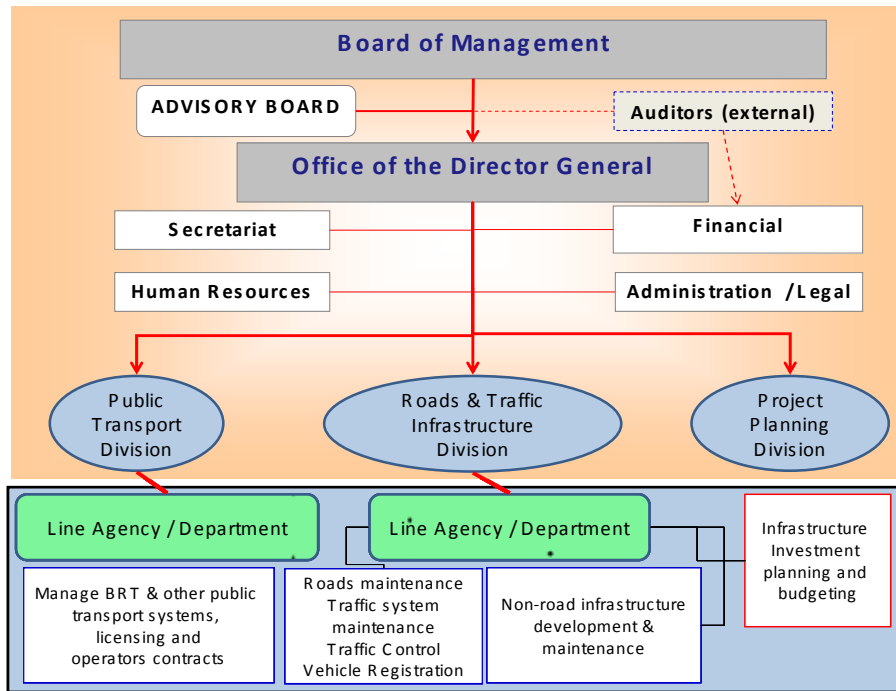 Board of Management
ADVISORY BOARD
Auditors (external)
Office of the Director General
Secretariat
Financial
Human Resources
Administration /Legal
Public
Transport
Division
Roads & Traffic
Infrastructure
Division
Project
Planning
Division
Line Agency /Department
Line Agency /Department
Infrastructure
Investment
planning and
budgeting
Manage BRT & other public
transport systems,
licensing and
operators contracts
Roads maintenance
Traffic system
maintenance
Traffic Control
Vehicle Registration
Non-road infrastructure
development &
maintenance